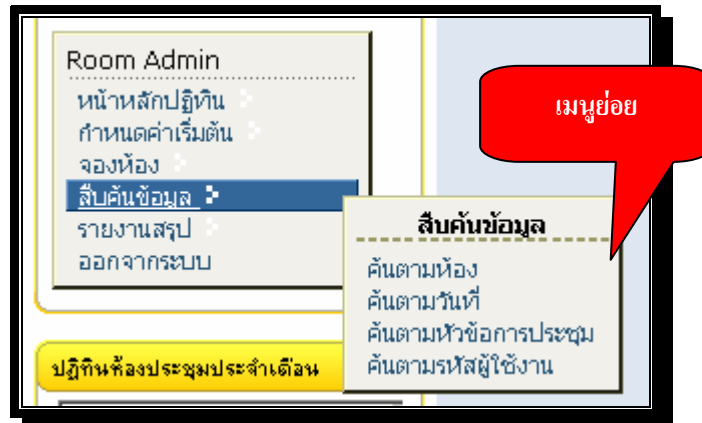 Room Admin
หน้าหลักปฏิทิน
กำหนดค่าเริ่มต้น
จองห้อง
สืบค้นข้อมูล
รายงานสรุป
ออกจากระบบ
เมนูย่อย
สืบค้นข้อมูล
ค้นตามห้อง
ค้นตามวันที่
ค้นตามหัวข้อการประชุม
ค้นตามรหัสผู้ใช้งาน
ปฏิทินห้องประชุมประจำเดือน